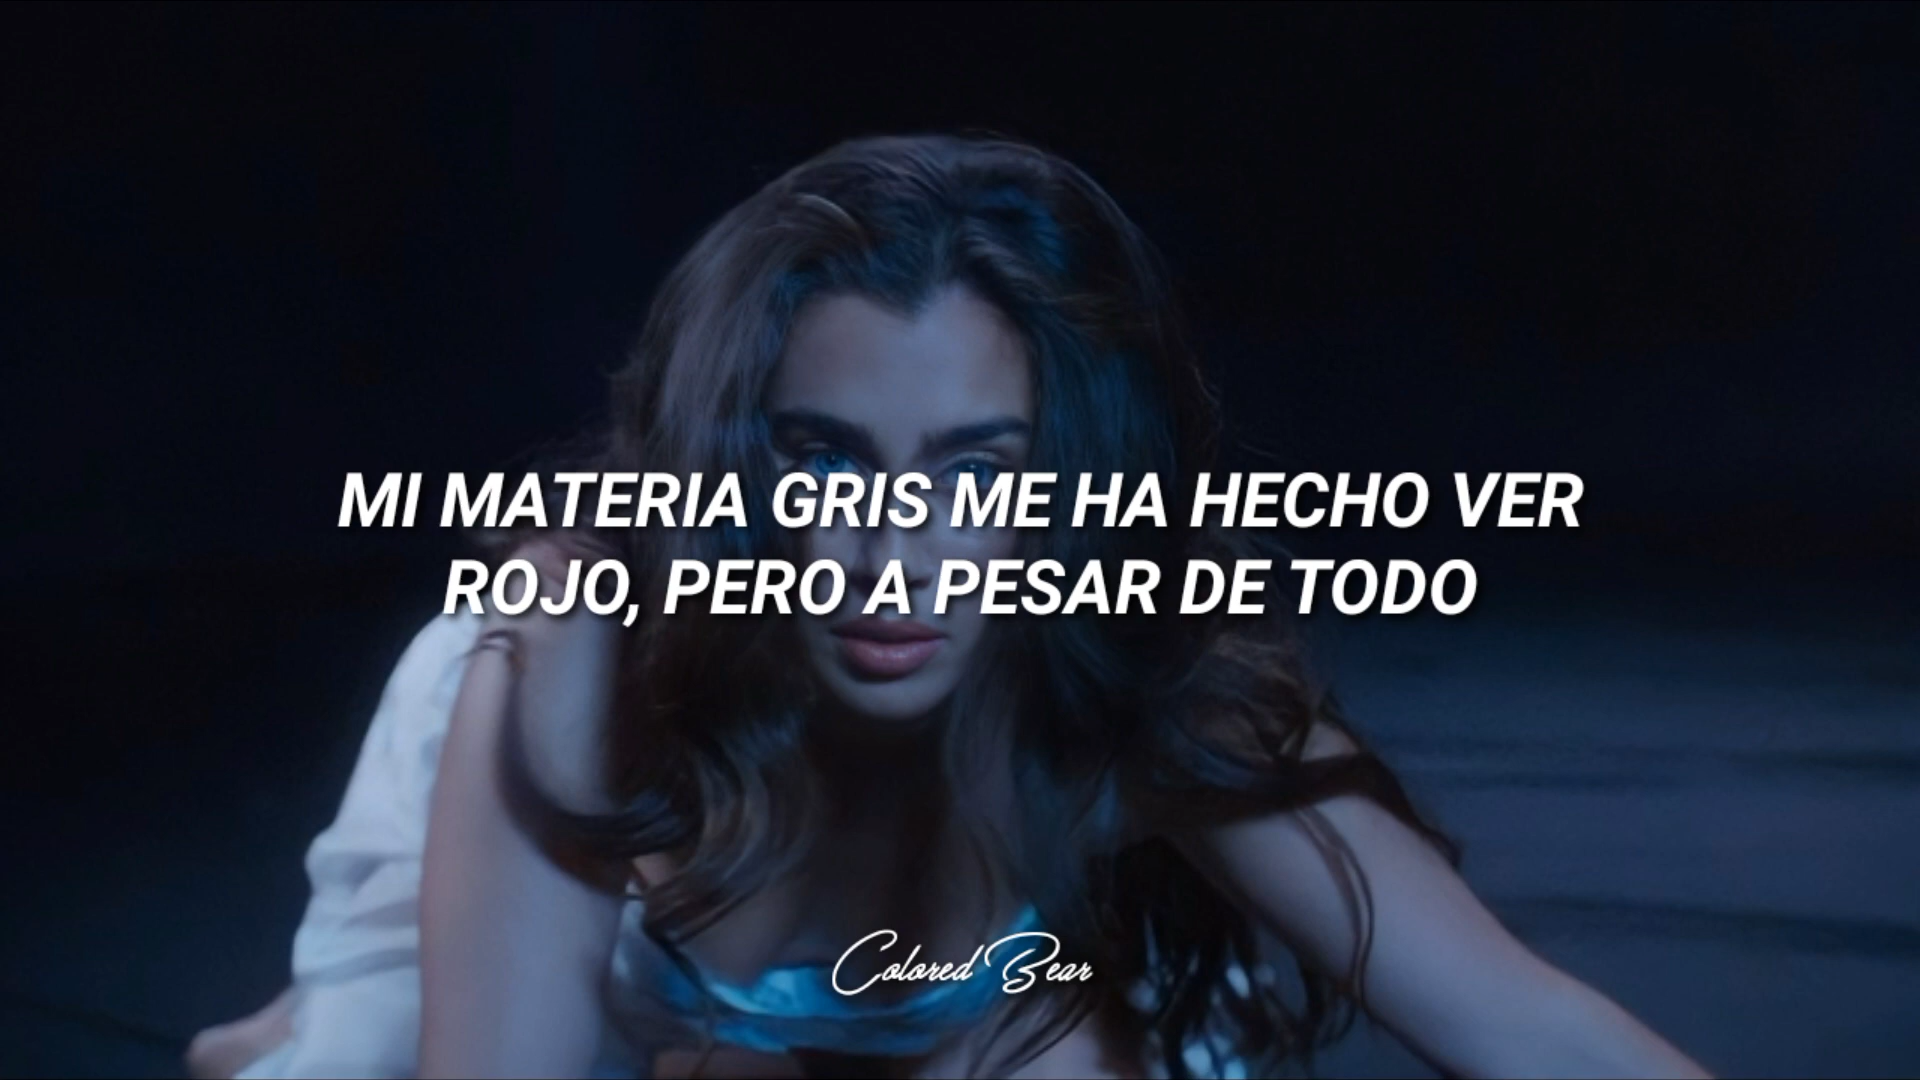 MI MATERIA GRIS ME HA HECHO VER
ROJO, PERO A PESAR DE TODO
Colored Bear